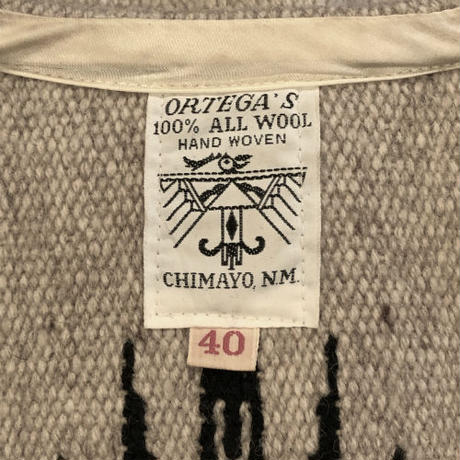 ORTEGA'S
100% ALL WOOL
HAND WOVEN
CHIMAYO, N.M.
40